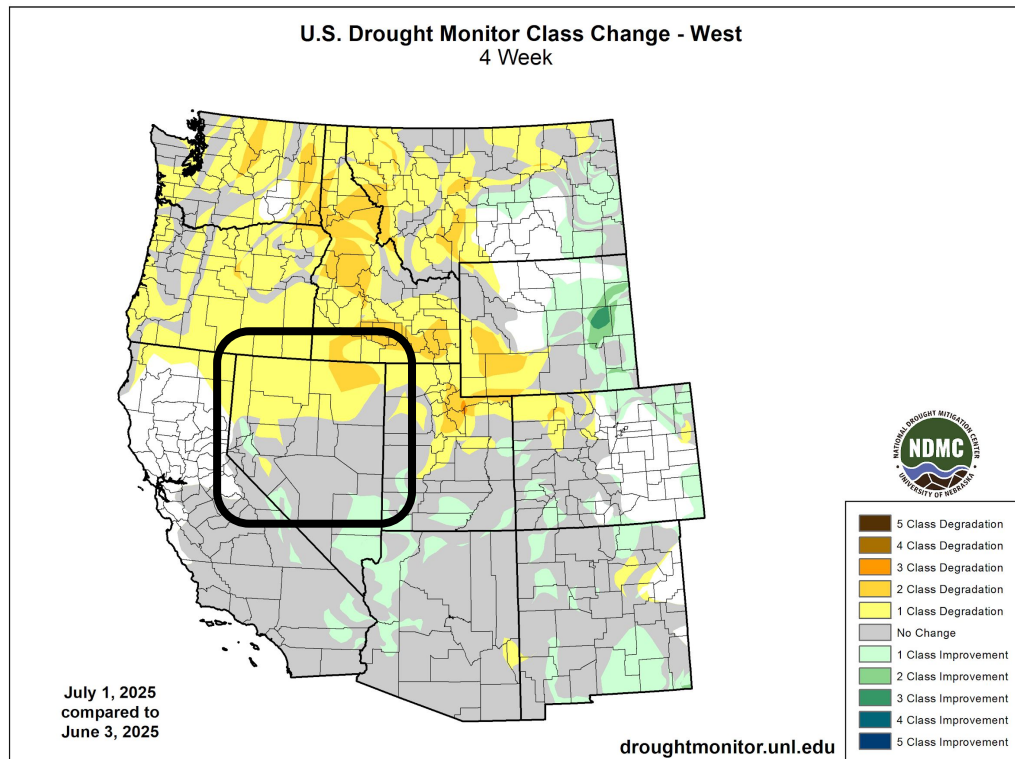 U.S. Drought Monitor Class Change - West
4 Week
NATIONAL DROUGHT MITIGATION CENTER
NDMC
UNIVERSITY OF NEBRASKA
5 Class Degradation
4 Class Degradation
3 Class Degradation
2 Class Degradation
1 Class Degradation
No Change
1 Class Improvement
2 Class Improvement
3 Class Improvement
4 Class Improvement
5 Class Improvement
July 1, 2025
compared to
June 3, 2025
droughtmonitor.unl.edu